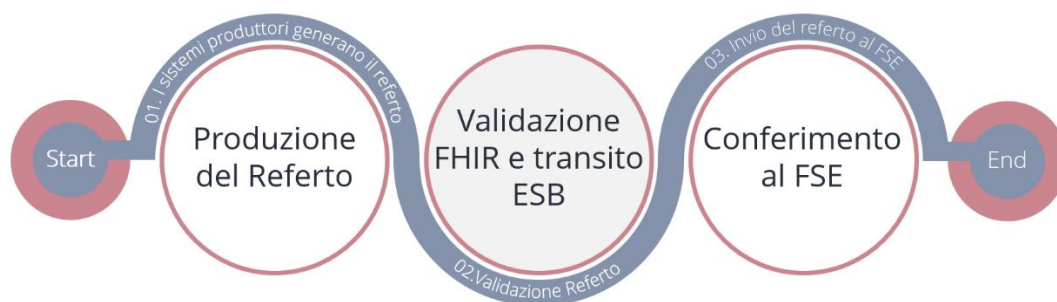 Start
01. I sistemi produttori generano il referto
Produzione
del Referto
Validazione
FHIR e transito
ESB
02.Validazione Referto
03. Invio del referto al FSE
Conferimento
al FSE
End